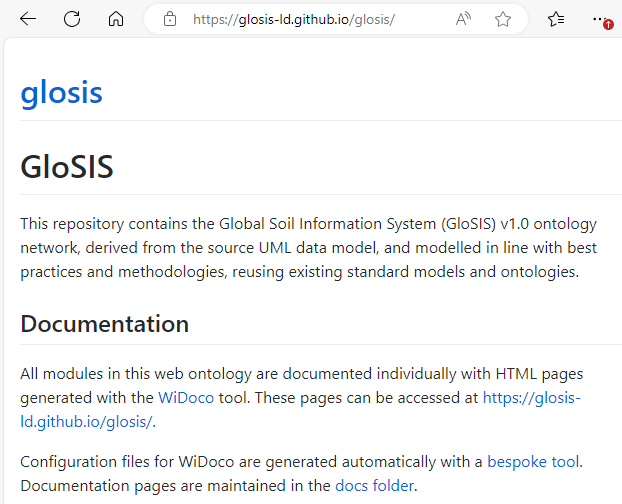 https://glosis-ld.github.io/glosis/
glosis
GloSIS
This repository contains the Global Soil Information System (GloSIS) v1.0 ontology
network, derived from the source UML data model, and modelled in line with best
practices and methodologies, reusing existing standard models and ontologies.
Documentation
All modules in this web ontology are documented individually with HTML pages
generated with the WiDoco tool. These pages can be accessed at https://glosis-
ld.github.io/glosis/.
Configuration files for WiDoco are generated automatically with a bespoke tool.
Documentation pages are maintained in the docs folder.